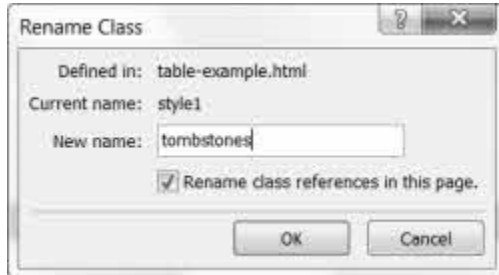 Rename Class
Defined in: table-example.html
Current name: style1
New name: tombstones
Rename class references in this page.
OK Cancel